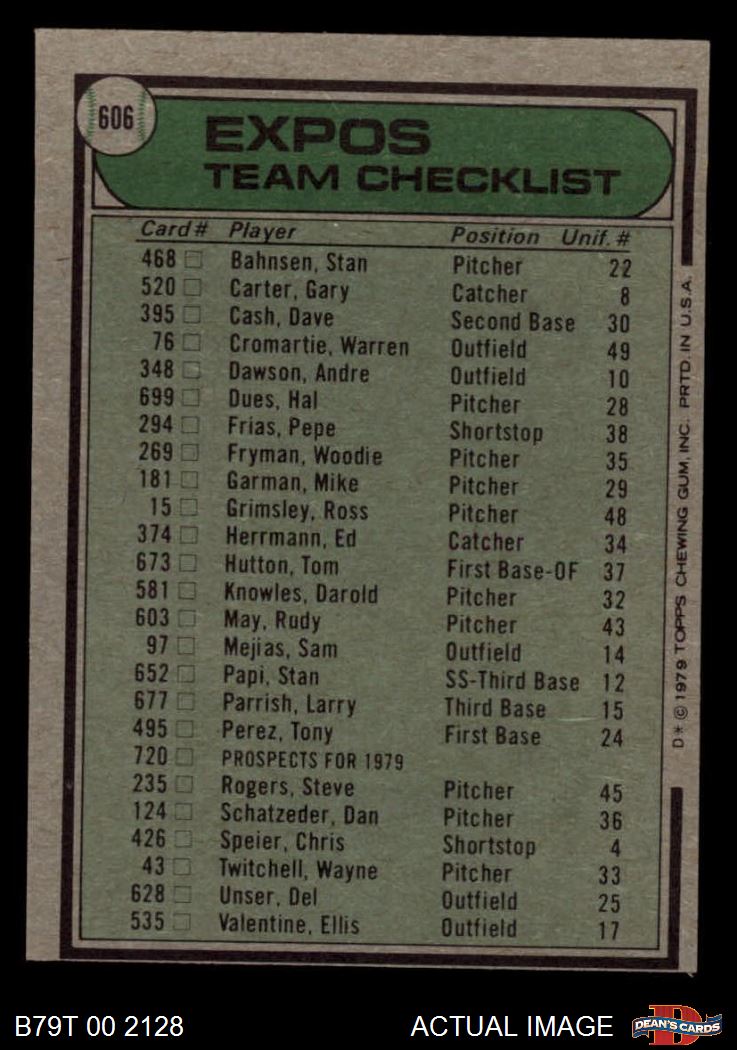 606
EXPOS
TEAM CHECKLIST
Card # Player Position Unif. #
468 Bahnsen, Stan Pitcher 22
520 Carter, Gary Catcher 8
395 Cash, Dave Second Base 30
76 Cromartie, Warren Outfield 49
348 Dawson, Andre Outfield 10
699 Dues, Hal Pitcher 28
294 Frias, Pepe Shortstop 38
269 Fryman, Woodie Pitcher 35
181 Garman, Mike Pitcher 29
15 Grimsley, Ross Pitcher 48
374 Herrmann, Ed Catcher 34
673 Hutton, Tom First Base-OF 37
581 Knowles, Darold Pitcher 32
603 May, Rudy Pitcher 43
97 Mejias, Sam Outfield 14
652 Papi, Stan SS-Third Base 12
677 Parrish, Larry Third Base 15
495 Perez, Tony First Base 24
720 PROSPECTS FOR 1979
235 Rogers, Steve Pitcher 45
124 Schatzeder, Dan Pitcher 36
426 Speier, Chris Shortstop 4
43 Twitchell, Wayne Pitcher 33
628 Unser, Del Outfield 25
535 Valentine, Ellis Outfield 17
D* © 1979 TOPPS CHEWING GUM, INC. PRTD. IN U.S.A.
B79T 00 2128 ACTUAL IMAGE
D
DEAN'S CARDS